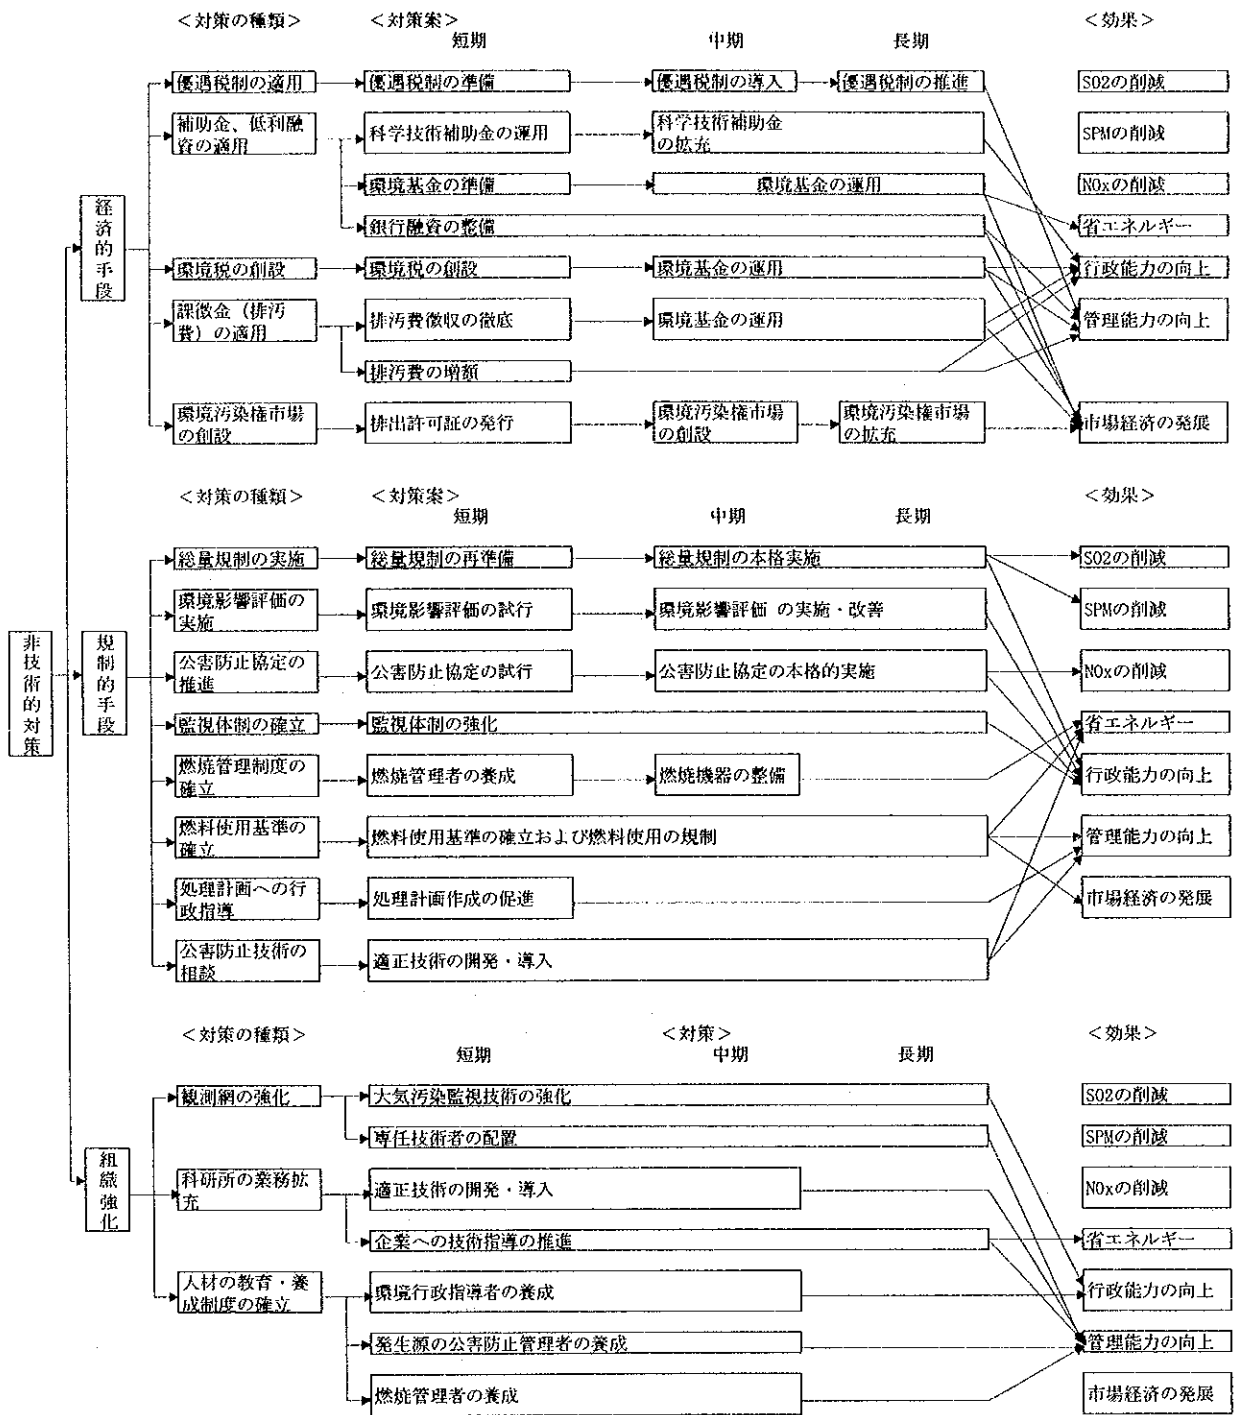 ＜対策の種類＞ ＜対策案＞ ＜効果＞
短期 中期 長期
優遇税制の適用 優遇税制の準備 優遇税制の導入 優遇税制の推進 SO2の削減
補助金、低利融
資の適用
科学技術補助金の運用
科学技術補助金
の拡充
SPMの削減
環境基金の準備 環境基金の運用 NOxの削減
銀行融資の整備 省エネルギー
経済的手段
環境税の創設 環境税の創設 環境基金の運用 行政能力の向上
課徴金（排汚
費）の適用
排汚費徴収の徹底 環境基金の運用 管理能力の向上
排汚費の増額
環境汚染権市場
の創設
排出許可証の発行
環境汚染権市場
の創設
環境汚染権市場
の拡充
市場経済の発展
＜対策の種類＞ ＜対策案＞ ＜効果＞
短期 中期 長期
総量規制の実施 総量規制の再準備 総量規制の本格実施 SO2の削減
環境影響評価の
実施
環境影響評価の試行 環境影響評価 の実施・改善 SPMの削減
非技術的対策
規制的手段
公害防止協定の
推進
公害防止協定の試行 公害防止協定の本格的実施 NOxの削減
監視体制の確立 監視体制の強化 省エネルギー
燃焼管理制度の
確立
燃焼管理者の養成 燃焼機器の整備 行政能力の向上
燃料使用基準の
確立
燃料使用基準の確立および燃料使用の規制 管理能力の向上
処理計画への行
政指導
処理計画作成の促進 市場経済の発展
公害防止技術の
相談
適正技術の開発・導入
＜対策の種類＞ ＜対策＞ ＜効果＞
短期 中期 長期
観測網の強化 大気汚染監視技術の強化 SO2の削減
専任技術者の配置 SPMの削減
組織強化
科研所の業務拡
充
適正技術の開発・導入 NOxの削減
企業への技術指導の推進 省エネルギー
人材の教育・養
成制度の確立
環境行政指導者の養成 行政能力の向上
発生源の公害防止管理者の養成 管理能力の向上
燃焼管理者の養成 市場経済の発展